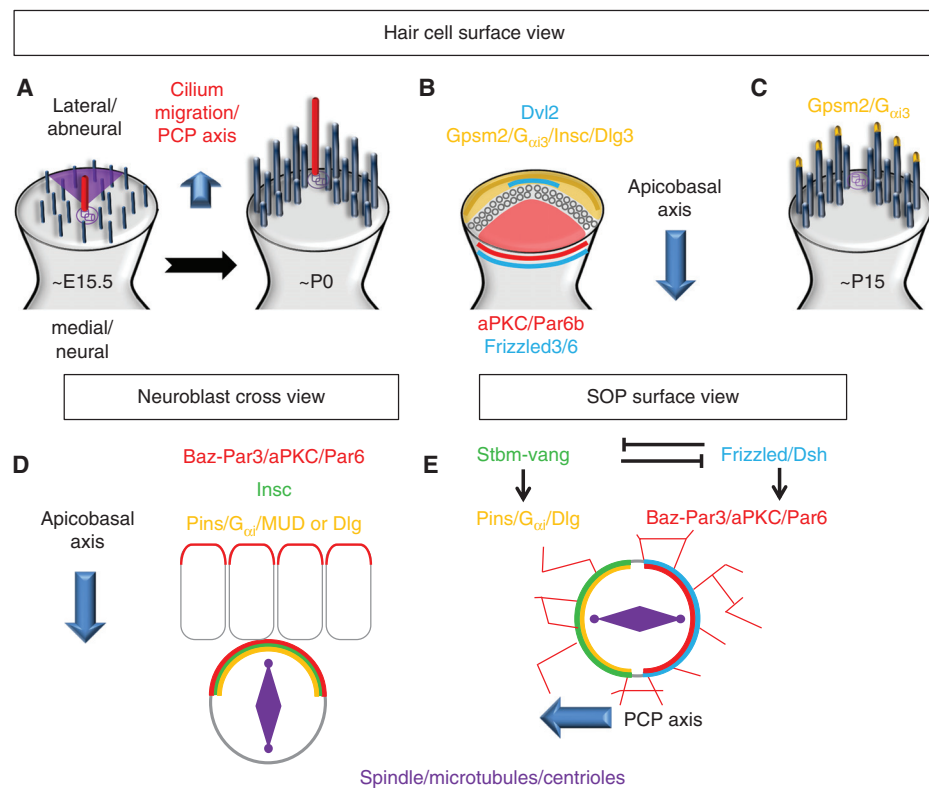 Hair cell surface view
A
Lateral/
abneural
Cilium
migration/
PCP axis
~E15.5
~P0
medial/
neural
B
Dvl2
Gpsm2/Gαi3/Insc/Dlg3
Apicobasal
axis
aPKC/Par6b
Frizzled3/6
C
Gpsm2/Gαi3
~P15
Neuroblast cross view
SOP surface view
D
Baz-Par3/aPKC/Par6
Insc
Pins/Gαi/MUD or Dlg
Apicobasal
axis
E
Stbm-vang
Frizzled/Dsh
Pins/Gαi/Dlg
Baz-Par3/aPKC/Par6
PCP axis
Spindle/microtubules/centrioles